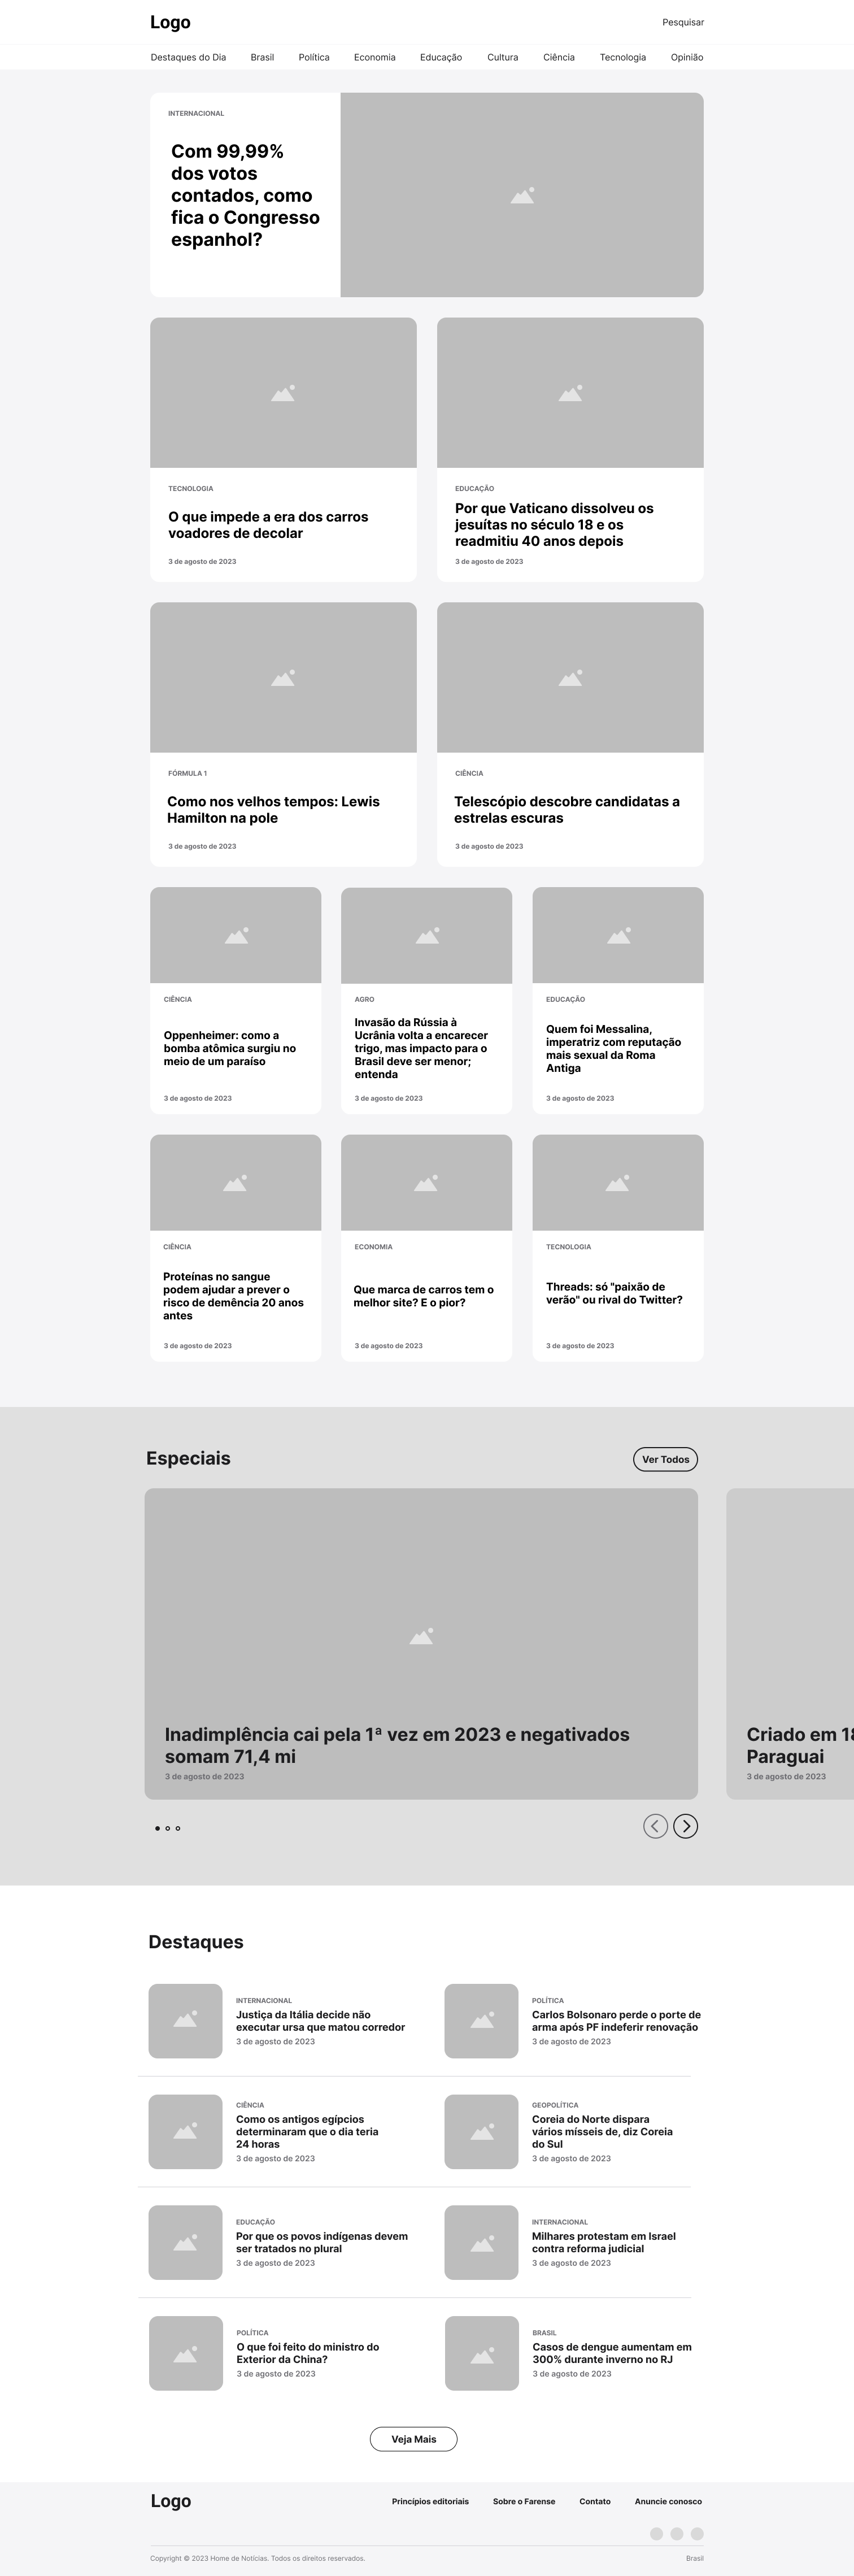 Logo
Pesquisar
Destaques do Dia
Brasil
Política
Economia
Educação
Cultura
Ciência
Tecnologia
Opinião
INTERNACIONAL
Com 99,99%
dos votos
contados, como
fica o Congresso
espanhol?
TECNOLOGIA
O que impede a era dos carros
voadores de decolar
3 de agosto de 2023
EDUCAÇÃO
Por que Vaticano dissolveu os
jesuítas no século 18 e os
readmitiu 40 anos depois
3 de agosto de 2023
FÓRMULA 1
Como nos velhos tempos: Lewis
Hamilton na pole
3 de agosto de 2023
CIÊNCIA
Telescópio descobre candidatas a
estrelas escuras
3 de agosto de 2023
CIÊNCIA
Oppenheimer: como a
bomba atômica surgiu no
meio de um paraíso
3 de agosto de 2023
AGRO
Invasão da Rússia à
Ucrânia volta a encarecer
trigo, mas impacto para o
Brasil deve ser menor;
entenda
3 de agosto de 2023
EDUCAÇÃO
Quem foi Messalina,
imperatriz com reputação
mais sexual da Roma
Antiga
3 de agosto de 2023
CIÊNCIA
Proteínas no sangue
podem ajudar a prever o
risco de demência 20 anos
antes
3 de agosto de 2023
ECONOMIA
Que marca de carros tem o
melhor site? E o pior?
3 de agosto de 2023
TECNOLOGIA
Threads: só "paixão de
verão" ou rival do Twitter?
3 de agosto de 2023
Especiais
Ver Todos
Inadimplência cai pela 1ª vez em 2023 e negativados
somam 71,4 mi
3 de agosto de 2023
Criado em 18
Paraguai
3 de agosto de 2023
Destaques
INTERNACIONAL
Justiça da Itália decide não
executar ursa que matou corredor
3 de agosto de 2023
POLÍTICA
Carlos Bolsonaro perde o porte de
arma após PF indeferir renovação
3 de agosto de 2023
CIÊNCIA
Como os antigos egípcios
determinaram que o dia teria
24 horas
3 de agosto de 2023
GEOPOLÍTICA
Coreia do Norte dispara
vários mísseis de, diz Coreia
do Sul
3 de agosto de 2023
EDUCAÇÃO
Por que os povos indígenas devem
ser tratados no plural
3 de agosto de 2023
INTERNACIONAL
Milhares protestam em Israel
contra reforma judicial
3 de agosto de 2023
POLÍTICA
O que foi feito do ministro do
Exterior da China?
3 de agosto de 2023
BRASIL
Casos de dengue aumentam em
300% durante inverno no RJ
3 de agosto de 2023
Veja Mais
Logo
Princípios editoriais
Sobre o Farense
Contato
Anuncie conosco
Copyright © 2023 Home de Notícias. Todos os direitos reservados.
Brasil